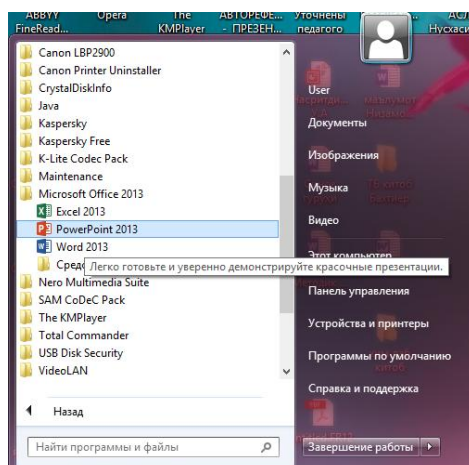 ABBYY Opera The АВТОРЕФЕ... Уточнены
FineRead... KMPlayer - ПРЕЗЕН... педагого Нусхаси
Canon LBP2900
Canon Printer Uninstaller
CrystalDiskInfo
Java
Kaspersky
Kaspersky Free
K-Lite Codec Pack
Maintenance
Microsoft Office 2013
Excel 2013
PowerPoint 2013
Word 2013
Сред
Легко готовьте и уверенно демонстрируйте красочные презентации.
Nero Multimedia Suite
SAM CoDeC Pack
The KMPlayer
Total Commander
USB Disk Security
VideoLAN
Назад
Найти программы и файлы
User
Документы
Изображения
Музыка
Видео
Этот компьютер
Панель управления
Устройства и принтеры
Программы по умолчанию
Справка и поддержка
Завершение работы